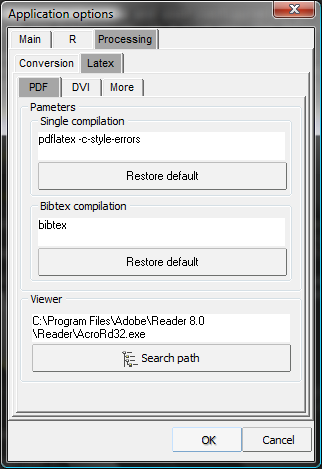 Application options
Main R Processing
Conversion Latex
PDF DVI More
Pameters
Single compilation
pdflatex -c-style-errors
Restore default
Bibtex compilation
bibtex
Restore default
Viewer
C:\Program Files\Adobe\Reader 8.0
\Reader\AcroRd32.exe
Search path
OK Cancel